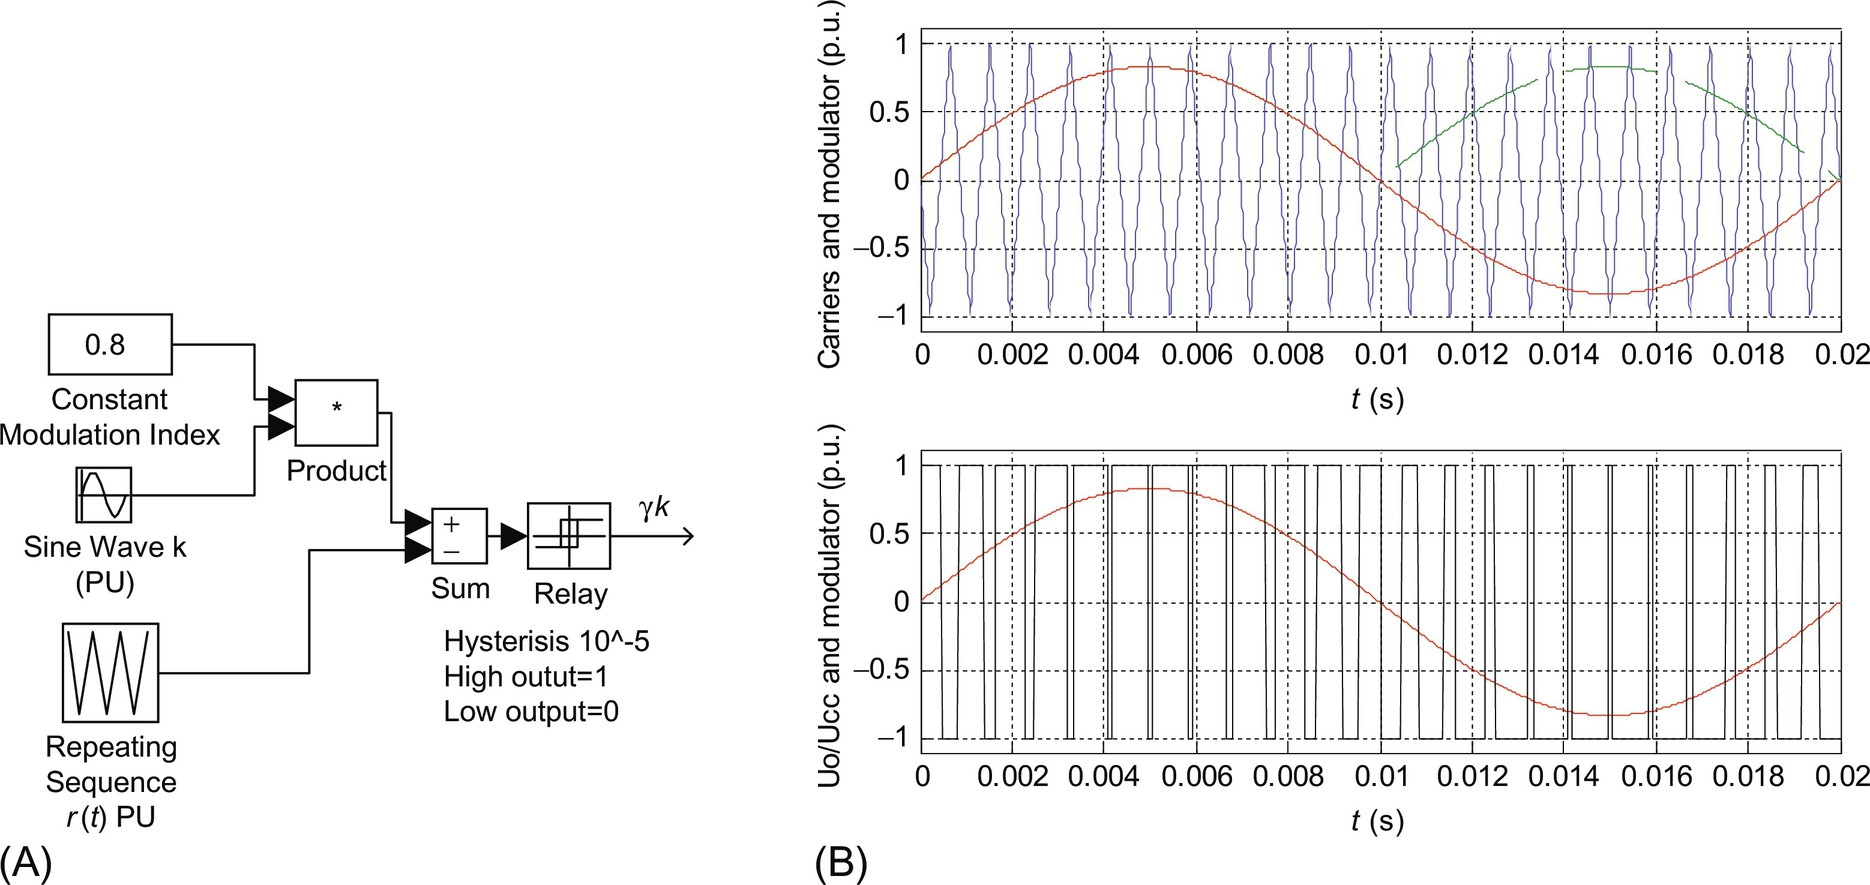 0.8
Constant
Modulation Index
*
Product
Sine Wave k
(PU)
+
−
Sum
Relay
γk
Hysterisis 10^-5
High outut=1
Low output=0
Repeating
Sequence
r(t) PU
(A)
Carriers and modulator (p.u.)
1
0.5
0
−0.5
−1
0 0.002 0.004 0.006 0.008 0.01 0.012 0.014 0.016 0.018 0.02
t (s)
Uo/Ucc and modulator (p.u.)
1
0.5
0
−0.5
−1
0 0.002 0.004 0.006 0.008 0.01 0.012 0.014 0.016 0.018 0.02
t (s)
(B)